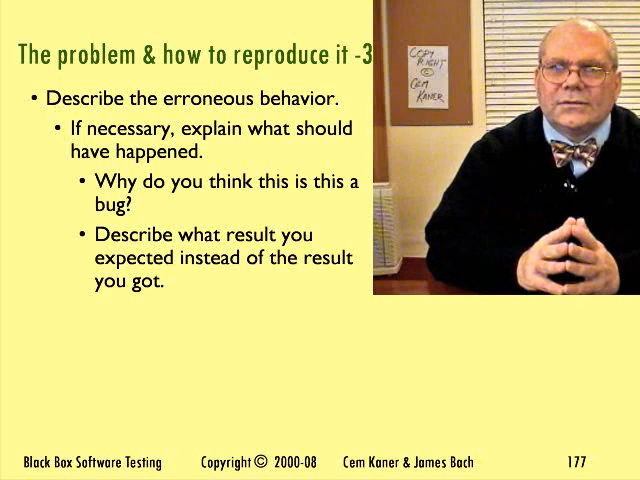 The problem & how to reproduce it -3
• Describe the erroneous behavior.
• If necessary, explain what should
have happened.
• Why do you think this is this a
bug?
• Describe what result you
expected instead of the result
you got.
COPY
RIGHT
©
CEM
KANER
Black Box Software Testing Copyright © 2000-08 Cem Kaner & James Bach 177